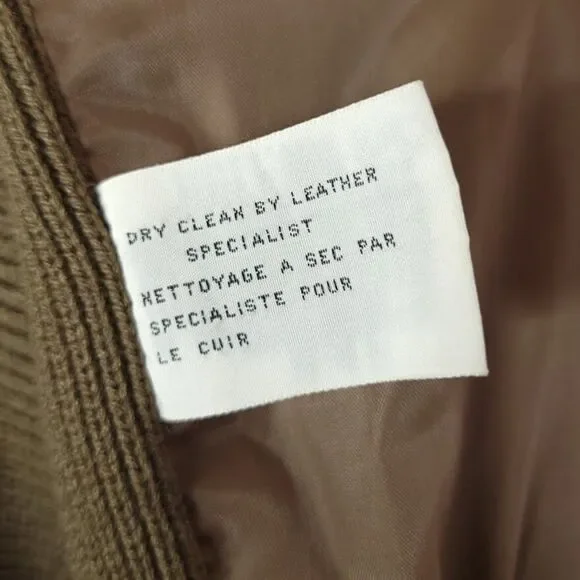 DRY CLEAN BY LEATHER
SPECIALIST
NETTOYAGE A SEC PAR
SPECIALISTE POUR
LE CUIR